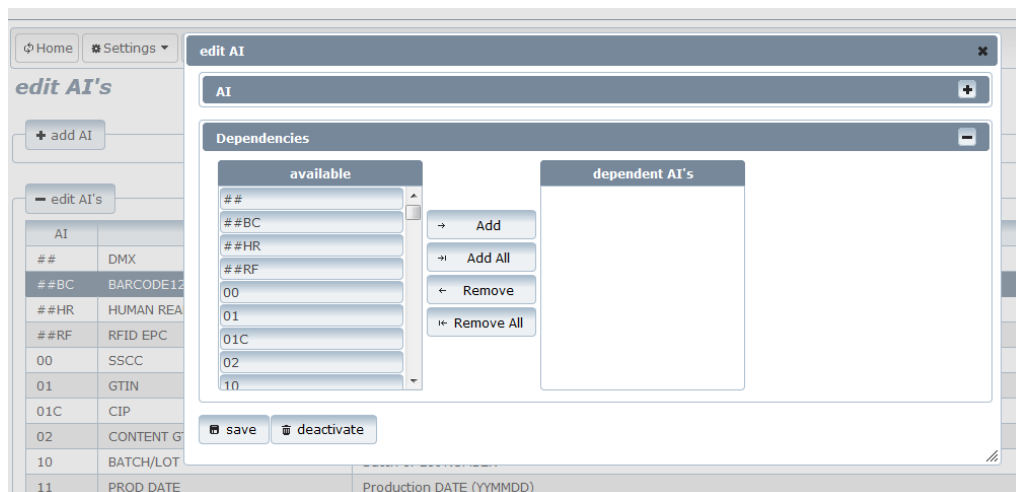 Home Settings
edit AI's
add AI
edit AI's
AI
## DMX
##BC BARCODE12
##HR HUMAN REA
##RF RFID EPC
00 SSCC
01 GTIN
01C CIP
02 CONTENT G
10 BATCH/LOT
11 PROD DATE Production DATE (YYMMDD)
edit AI
AI
Dependencies
available
##
##BC
##HR
##RF
00
01
01C
02
10
Add
Add All
Remove
Remove All
dependent AI's
save deactivate